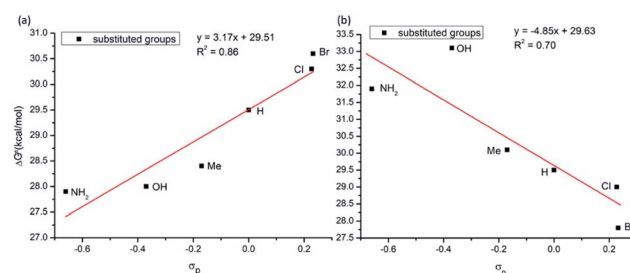 (a)
substituted groups
y = 3.17x + 29.51
R² = 0.86
31.0
30.5
30.0
29.5
29.0
28.5
28.0
27.5
27.0
ΔG‡(kcal/mol)
Br
Cl
H
Me
OH
NH₂
-0.6 -0.4 -0.2 0.0 0.2
σp
(b)
substituted groups
y = -4.85x + 29.63
R² = 0.70
33.5
33.0
32.5
32.0
31.5
31.0
30.5
30.0
29.5
29.0
28.5
28.0
27.5
OH
NH₂
Me
H
Cl
-0.6 -0.4 -0.2 0.0 0.2